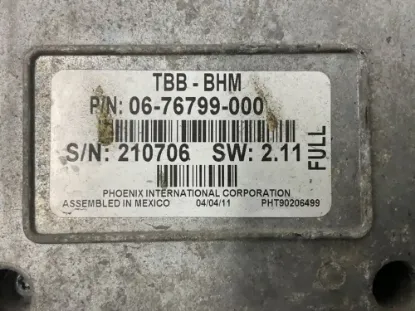 TBB - BHM
P/N: 06-76799-000
S/N: 210706 SW: 2.11
FULL
PHOENIX INTERNATIONAL CORPORATION
ASSEMBLED IN MEXICO 04/04/11 PHT90206499